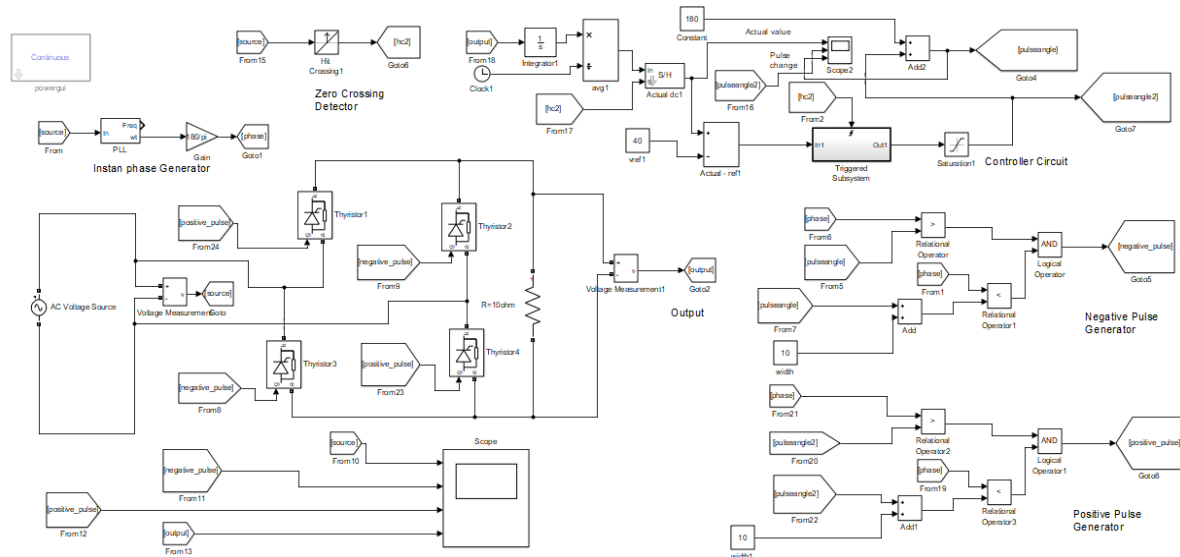 Continuous
powergui
[source]
From15
Hit
Crossing1
[hc2]
Goto6
Zero Crossing
Detector
[source]
From
In
Freq
wt
PLL
180/pi
Gain
[phase]
Goto1
Instan phase Generator
[output]
From18
1
s
Integrator1
Clock1
×
÷
avg1
[hc2]
From17
In
S
S/H
Actual dc1
Actual value
Pulse
change
[pulseangle2]
From16
Scope2
180
Constant
+
+
Add2
[pulseangle]
Goto4
[pulseangle2]
Goto7
[hc2]
From2
40
vref1
+
-
Actual - ref1
In1
Out1
Triggered
Subsystem
Saturation1
Controller Circuit
AC Voltage Source
+
-
v
Voltage Measurement
[source]
Goto
[positive_pulse]
From24
Thyristor1
[negative_pulse]
From9
Thyristor2
[negative_pulse]
From8
Thyristor3
[positive_pulse]
From23
Thyristor4
R=10ohm
+
-
v
Voltage Measurement1
[output]
Goto2
Output
[phase]
From6
[pulseangle]
From5
>
Relational
Operator
[phase]
From1
[pulseangle]
From7
10
width
+
+
Add
<
Relational
Operator1
AND
Logical
Operator
[negative_pulse]
Goto5
Negative Pulse
Generator
[source]
From10
[negative_pulse]
From11
[positive_pulse]
From12
[output]
From13
Scope
[phase]
From21
[pulseangle2]
From20
>
Relational
Operator2
[phase]
From19
[pulseangle2]
From22
10
width1
+
+
Add1
<
Relational
Operator3
AND
Logical
Operator1
[positive_pulse]
Goto8
Positive Pulse
Generator